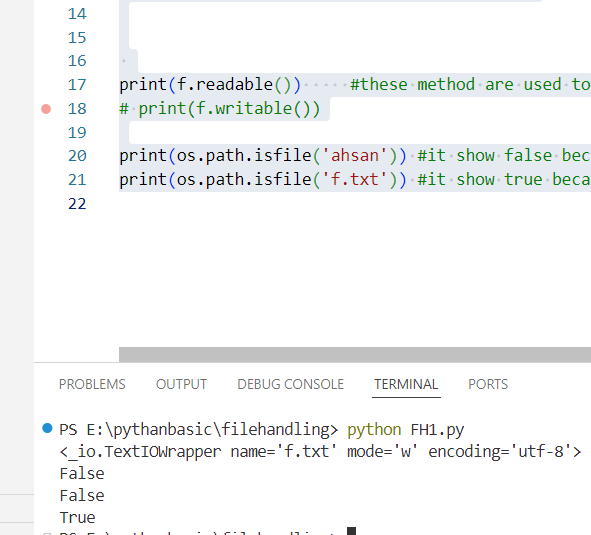 14
15
16
17 print(f.readable()) #these method are used to
18 # print(f.writable())
19
20 print(os.path.isfile('ahsan')) #it show false bec
21 print(os.path.isfile('f.txt')) #it show true beca
22
PROBLEMS OUTPUT DEBUG CONSOLE TERMINAL PORTS
PS E:\pythanbasic\filehandling> python FH1.py
<_io.TextIOWrapper name='f.txt' mode='w' encoding='utf-8'>
False
False
True